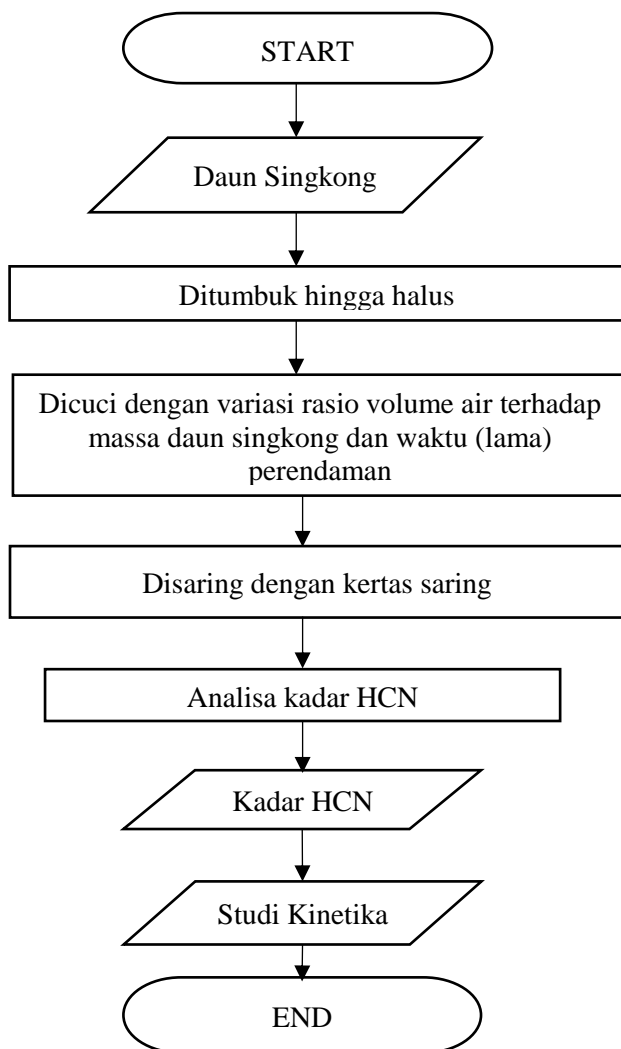 START
Daun Singkong
Ditumbuk hingga halus
Dicuci dengan variasi rasio volume air terhadap
massa daun singkong dan waktu (lama)
perendaman
Disaring dengan kertas saring
Analisa kadar HCN
Kadar HCN
Studi Kinetika
END